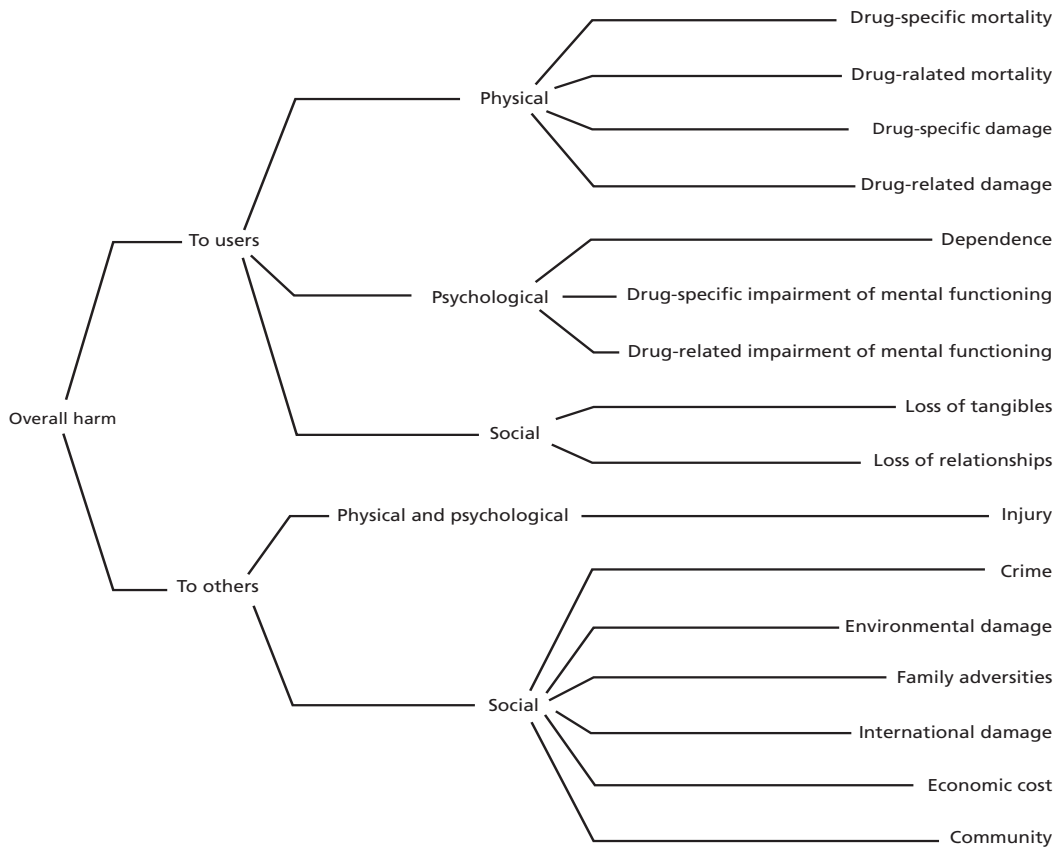 Drug-specific mortality
Drug-ralated mortality
Physical
Drug-specific damage
Drug-related damage
To users
Dependence
Psychological
Drug-specific impairment of mental functioning
Drug-related impairment of mental functioning
Loss of tangibles
Overall harm
Social
Loss of relationships
Physical and psychological
Injury
Crime
To others
Environmental damage
Family adversities
Social
International damage
Economic cost
Community